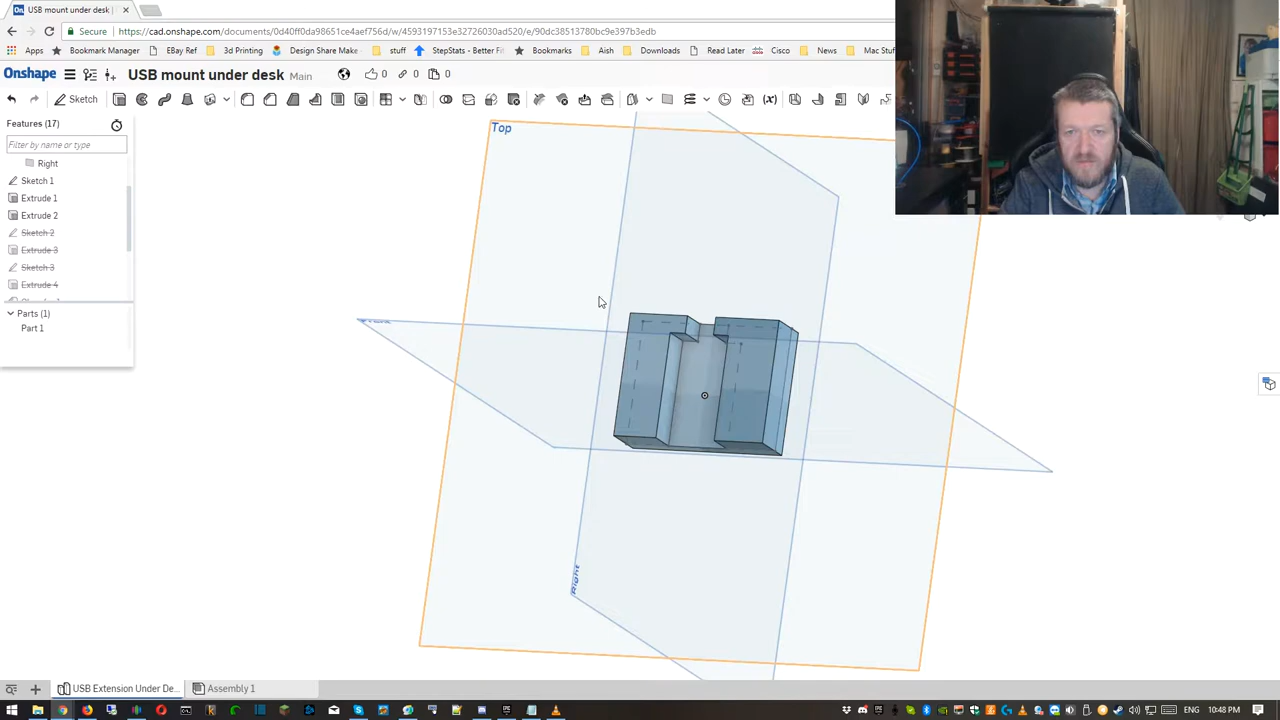 USB mount under desk
Secure
https://cad.onshape.com/documents/0d40ff0da98651ce4aef756d/w/4593197153e32726030ad520/e/90dc38513780bc9e397b3edb
Apps
Bookmark Manager
EBay Ref
3d Printing
Design Share Make
stuff
StepStats - Better Fi
Bookmarks
Aish
Downloads
Read Later
Cisco
News
Mac Stuf
Onshape
USB mount under desk
Main
0
0
0
Sketch
(x)
Features (17)
Filter by name or type
Right
Sketch 1
Extrude 1
Extrude 2
Sketch 2
Extrude 3
Sketch 3
Extrude 4
Parts (1)
Part 1
Top
Right
USB Extension Under De...
Assembly 1
ENG
10:48 PM